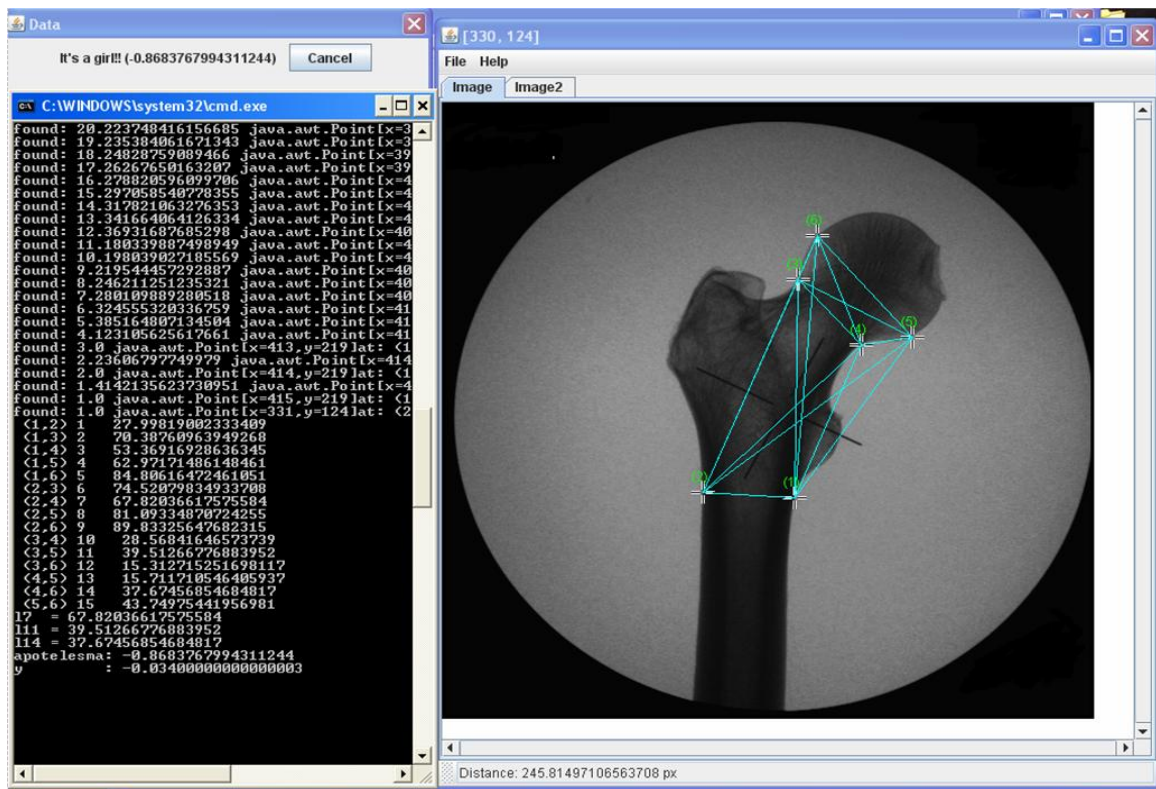 Data
It's a girl!! (-0.8683767994311244) Cancel
C:\WINDOWS\system32\cmd.exe
found: 20.223748416156685 java.awt.Point[x=3
found: 19.235384061671343 java.awt.Point[x=3
found: 18.24828759089466 java.awt.Point[x=39
found: 17.26267650163207 java.awt.Point[x=39
found: 16.278820596099706 java.awt.Point[x=4
found: 15.297058540778355 java.awt.Point[x=4
found: 14.317821063276353 java.awt.Point[x=4
found: 13.341664064126334 java.awt.Point[x=4
found: 12.369316876852981 java.awt.Point[x=40
found: 11.180339887498949 java.awt.Point[x=4
found: 10.198039027185569 java.awt.Point[x=4
found: 9.219544457292887 java.awt.Point[x=40
found: 8.246211251235321 java.awt.Point[x=40
found: 7.280109889280518 java.awt.Point[x=40
found: 6.324555320336759 java.awt.Point[x=41
found: 5.385164807134504 java.awt.Point[x=41
found: 4.123105625617661 java.awt.Point[x=41
found: 3.0 java.awt.Point[x=413,y=219]at: (1
found: 2.23606797749979 java.awt.Point[x=414
found: 2.0 java.awt.Point[x=414,y=219]at: (1
found: 1.4142135623730951 java.awt.Point[x=4
found: 1.0 java.awt.Point[x=415,y=219]at: (1
found: 1.0 java.awt.Point[x=331,y=124]at: (2
(1,2) 1 27.99819002333409
(1,3) 2 70.38760963949268
(1,4) 3 53.36916928636345
(1,5) 4 62.97171486148461
(1,6) 5 84.80616472461051
(2,3) 6 74.52079834933708
(2,4) 7 67.82036617575584
(2,5) 8 81.09334870724255
(2,6) 9 89.83325647682315
(3,4) 10 28.56841646573739
(3,5) 11 39.51266776883952
(3,6) 12 15.312715251698117
(4,5) 13 15.711710546405937
(4,6) 14 37.67456854684817
(5,6) 15 43.74975441956981
l7 = 67.82036617575584
l11 = 39.51266776883952
l14 = 37.67456854684817
apotelesma: -0.8683767994311244
y : -0.03400000000000003
[330, 124]
File Help
Image Image2
(6)
(3)
(4)
(5)
(2)
(1)
Distance: 245.81497106563708 px